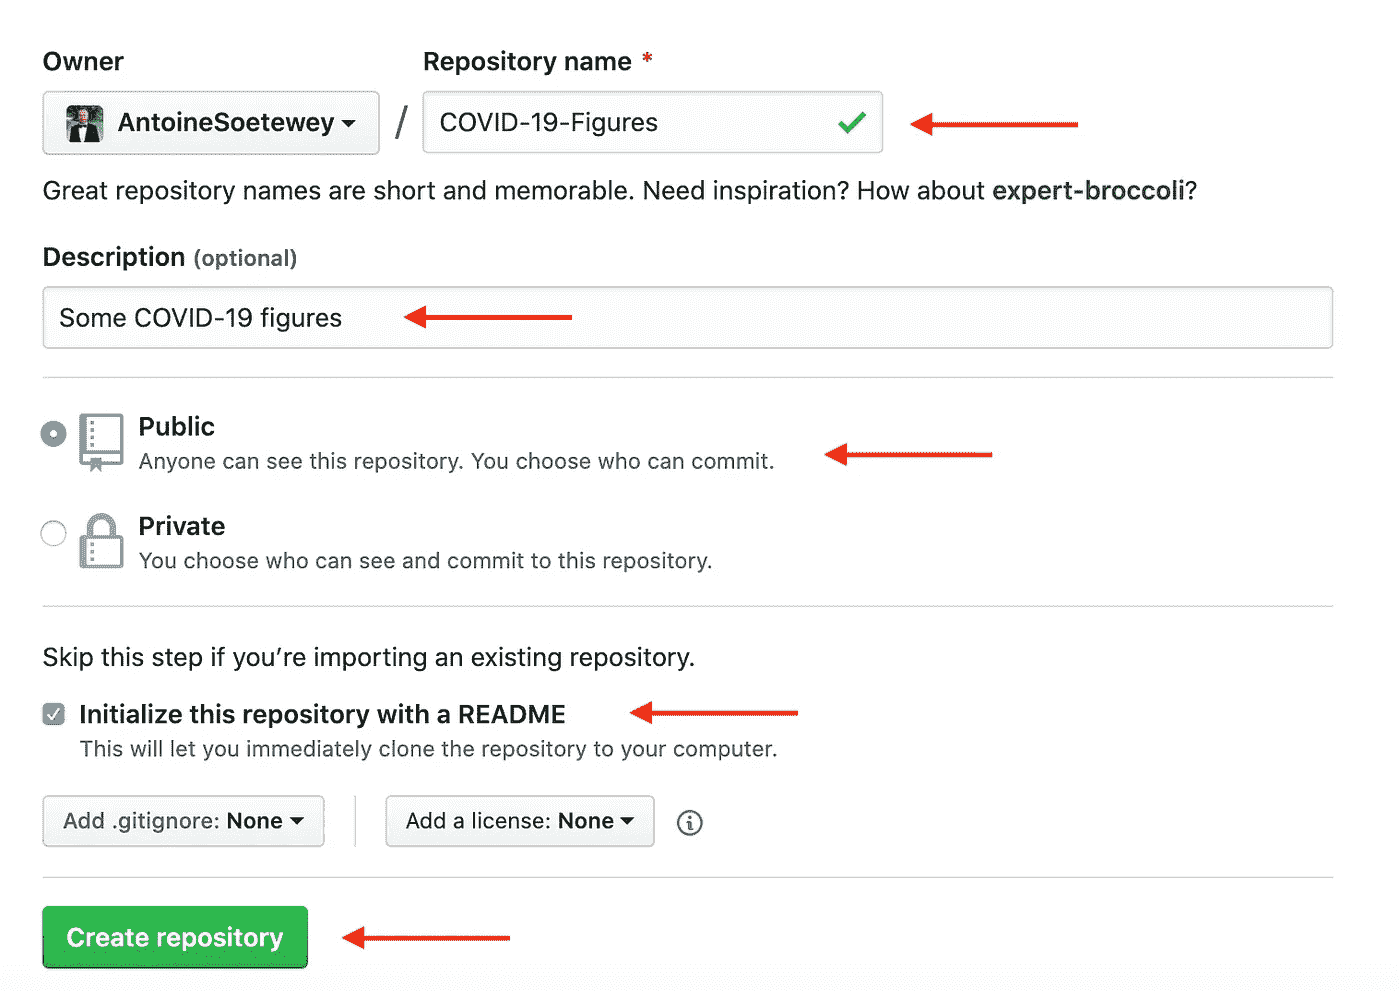 Owner
Repository name *
AntoineSoetewey
/
COVID-19-Figures
Great repository names are short and memorable. Need inspiration? How about expert-broccoli?
Description (optional)
Some COVID-19 figures
Public
Anyone can see this repository. You choose who can commit.
Private
You choose who can see and commit to this repository.
Skip this step if you’re importing an existing repository.
Initialize this repository with a README
This will let you immediately clone the repository to your computer.
Add .gitignore: None
Add a license: None
Create repository